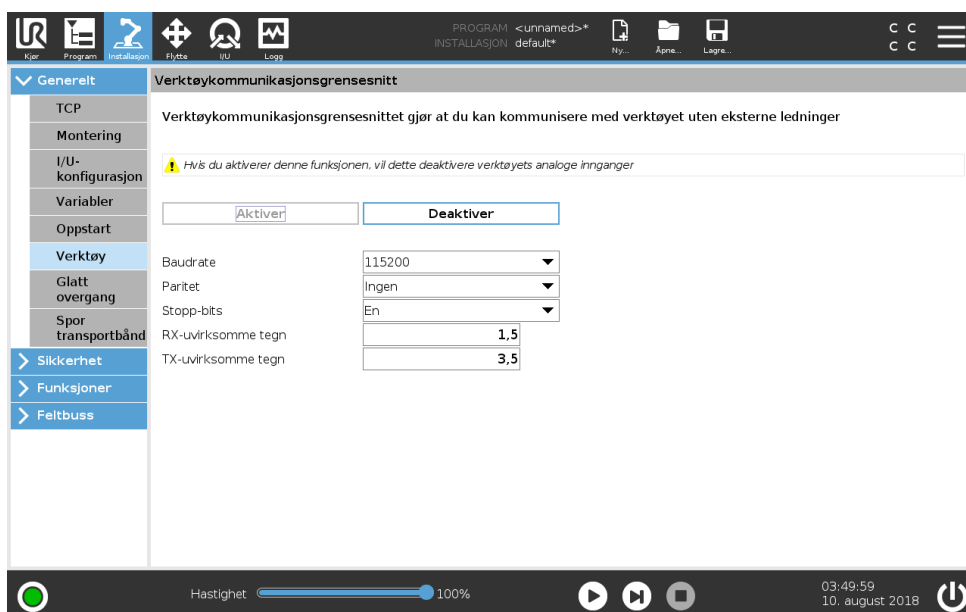 UR
PROGRAM <unnamed>*
INSTALLASJON default*
C C
C C
Kjør Program Installasjon Flytte I/U Logg Ny... Åpne... Lagre...
Generelt
TCP
Montering
I/U-
konfigurasjon
Variabler
Oppstart
Verktøy
Glatt
overgang
Spor
transportbånd
Sikkerhet
Funksjoner
Feltbuss
Verktøykommunikasjonsgrensesnitt
Verktøykommunikasjonsgrensesnittet gjør at du kan kommunisere med verktøyet uten eksterne ledninger
Hvis du aktiverer denne funksjonen, vil dette deaktivere verktøyets analoge innganger
Aktiver Deaktiver
Baudrate 115200
Paritet Ingen
Stopp-bits En
RX-uvirksomme tegn 1,5
TX-uvirksomme tegn 3,5
Hastighet 100%
03:49:59
10. august 2018